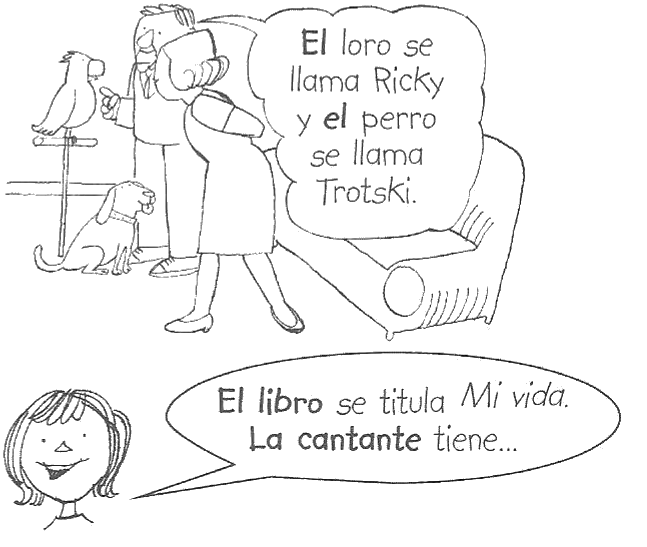 El loro se
llama Ricky
y el perro
se llama
Trotski.
El libro se titula Mi vida.
La cantante tiene...